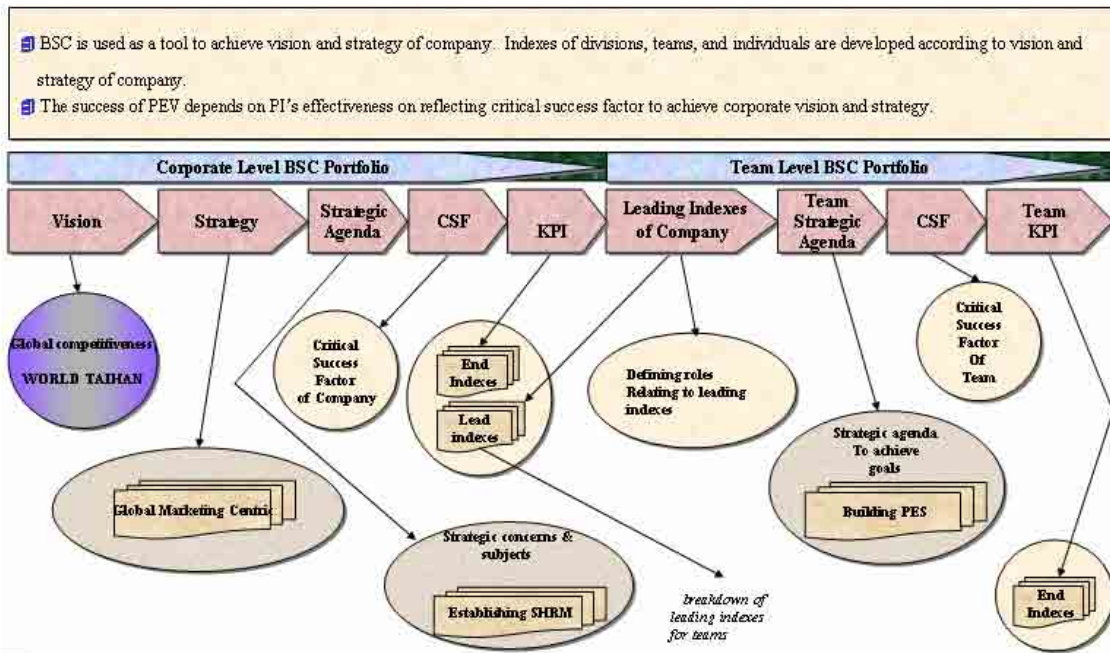 BSC is used as a tool to achieve vision and strategy of company. Indexes of divisions, teams, and individuals are developed according to vision and
strategy of company.
The success of PEV depends on PI's effectiveness on reflecting critical success factor to achieve corporate vision and strategy.
Corporate Level BSC Portfolio
Team Level BSC Portfolio
Vision
Strategy
Strategic
Agenda
CSF
KPI
Leading Indexes
of Company
Team
Strategic
Agenda
CSF
Team
KPI
Global competitiveness
WORLD TAIHAN
Critical
Success
Factor
of Company
End
Indexes
Lead
indexes
Defining roles
Relating to leading
indexes
Critical
Success
Factor
Of
Team
Global Marketing Centric
Strategic agenda
To achieve
goals
Building PES
Strategic concerns &
subjects
Establishing SHRM
breakdown of
leading indexes
for teams
End
Indexes